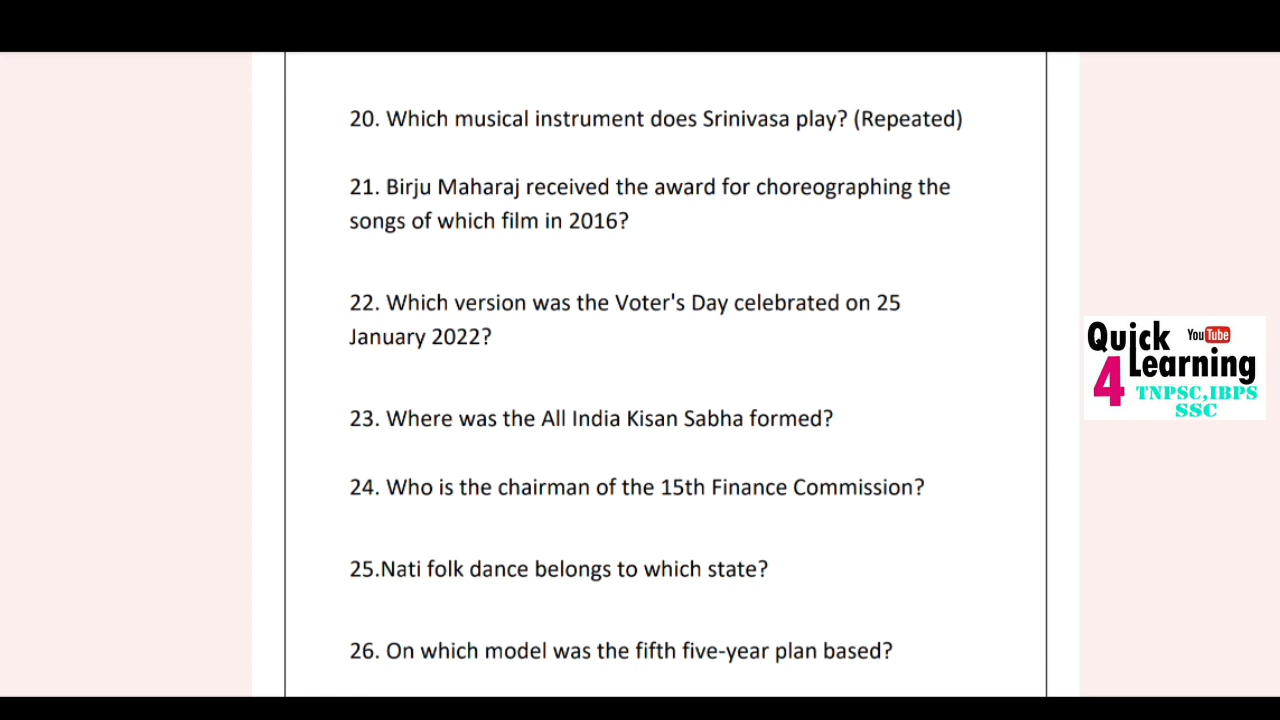 20. Which musical instrument does Srinivasa play? (Repeated)
21. Birju Maharaj received the award for choreographing the
songs of which film in 2016?
22. Which version was the Voter's Day celebrated on 25
January 2022?
23. Where was the All India Kisan Sabha formed?
24. Who is the chairman of the 15th Finance Commission?
25.Nati folk dance belongs to which state?
26. On which model was the fifth five-year plan based?
Quick YouTube
4 Learning
TNPSC,IBPS
SSC